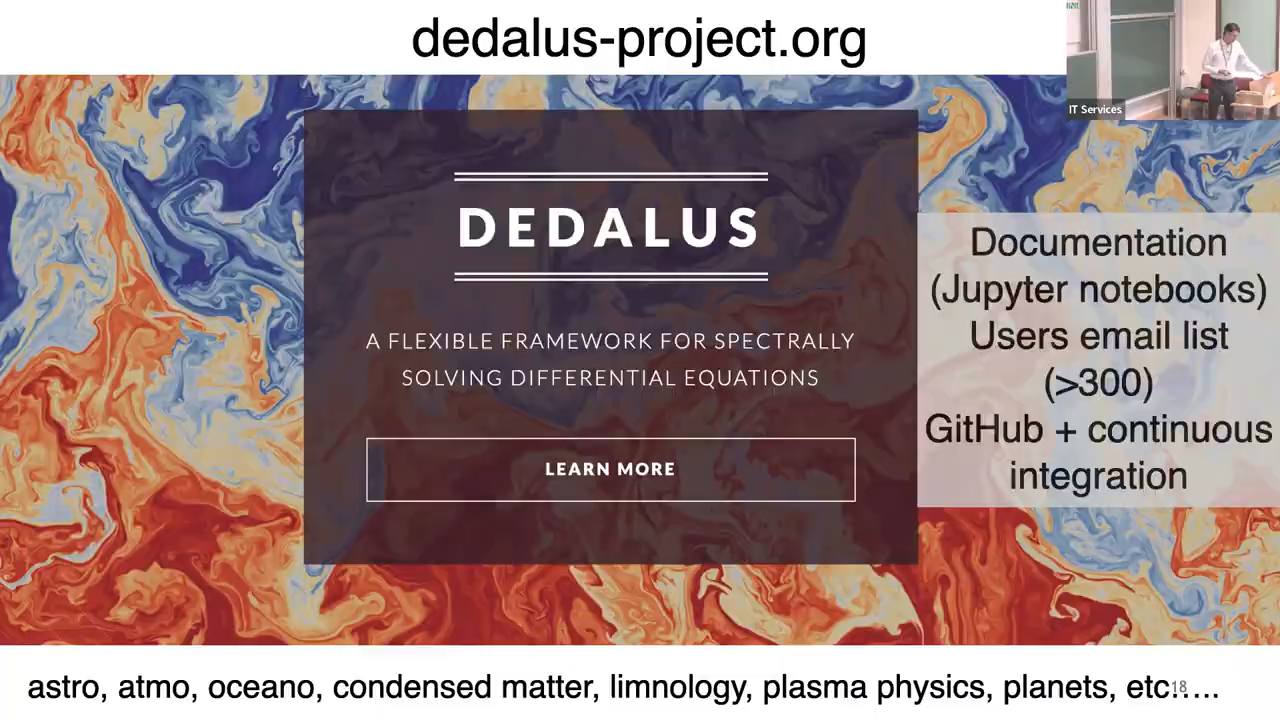 dedalus-project.org
IT Services
DEDALUS
A FLEXIBLE FRAMEWORK FOR SPECTRALLY
SOLVING DIFFERENTIAL EQUATIONS
LEARN MORE
Documentation
(Jupyter notebooks)
Users email list
(>300)
GitHub + continuous
integration
astro, atmo, oceano, condensed matter, limnology, plasma physics, planets, etc…..
18